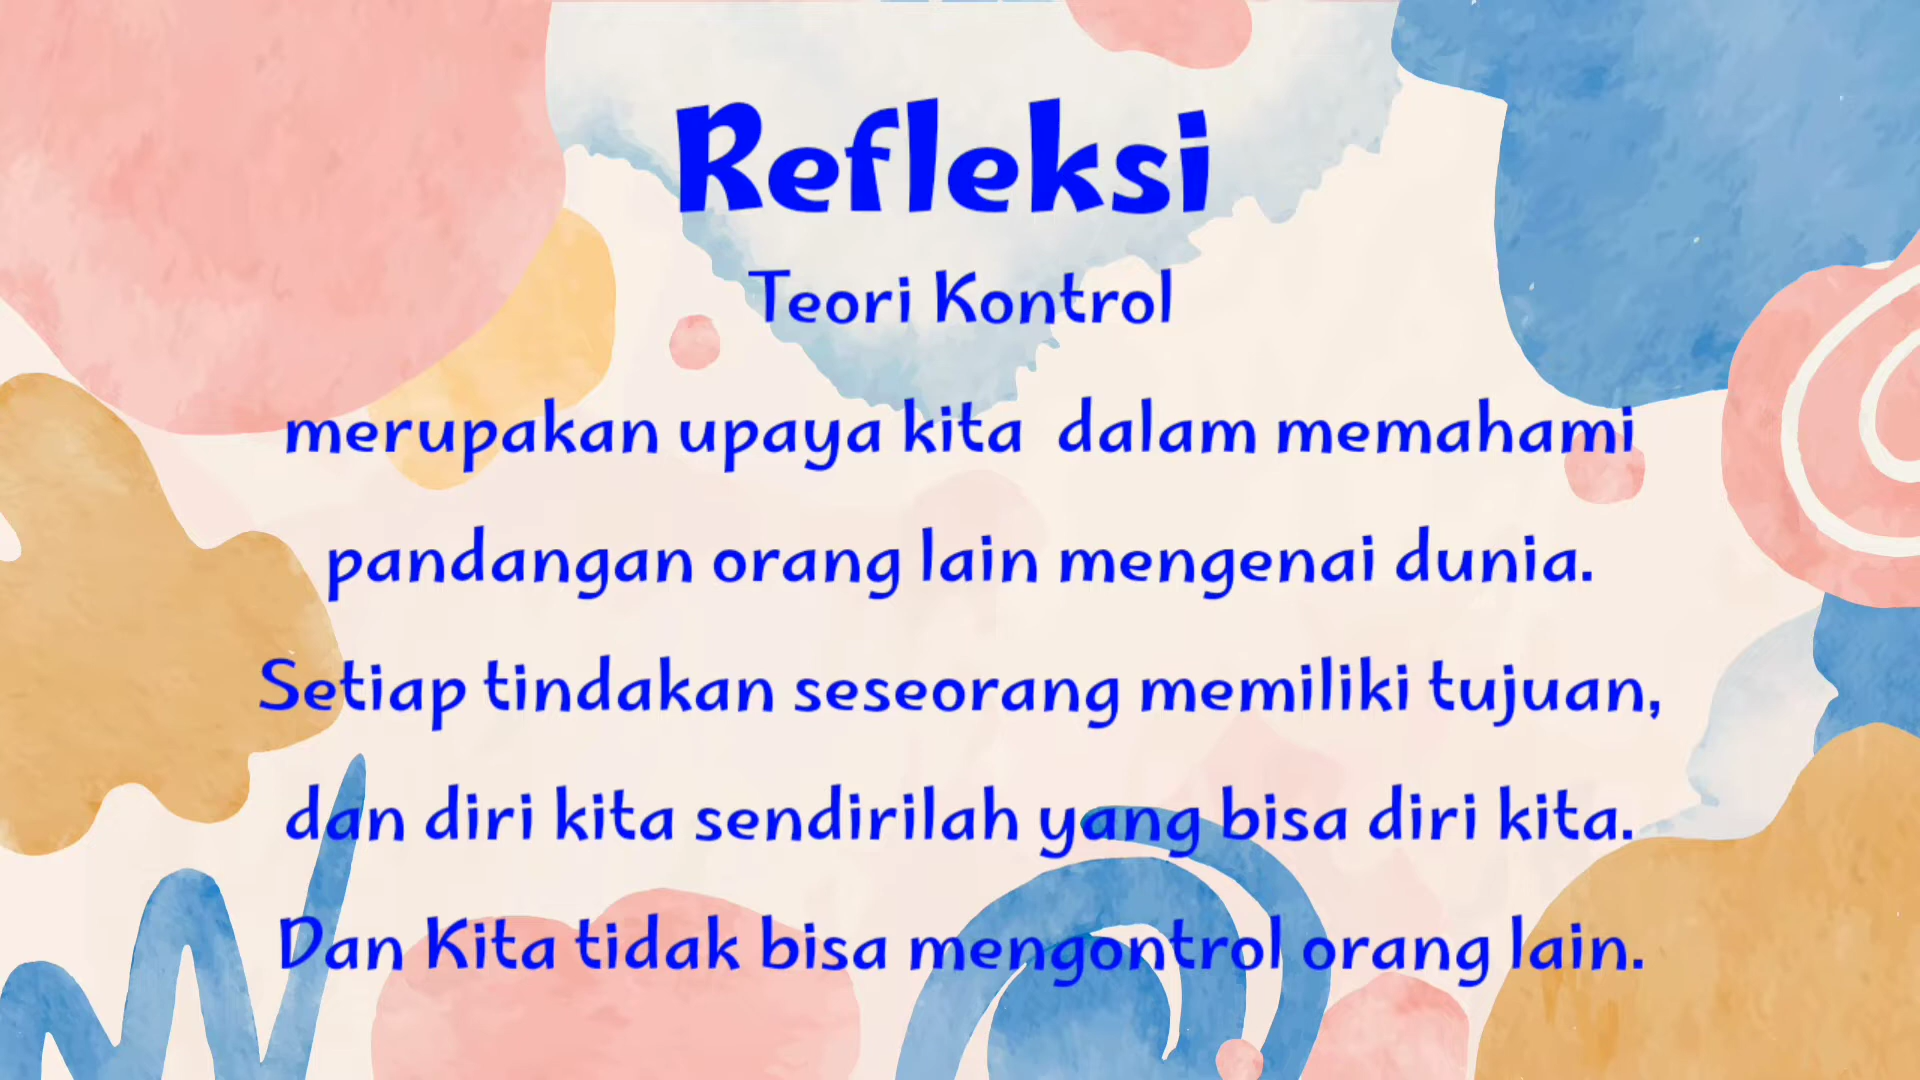 Refleksi
Teori Kontrol
merupakan upaya kita  dalam memahami
pandangan orang lain mengenai dunia.
Setiap tindakan seseorang memiliki tujuan,
dan diri kita sendirilah yang bisa diri kita.
Dan Kita tidak bisa mengontrol orang lain.